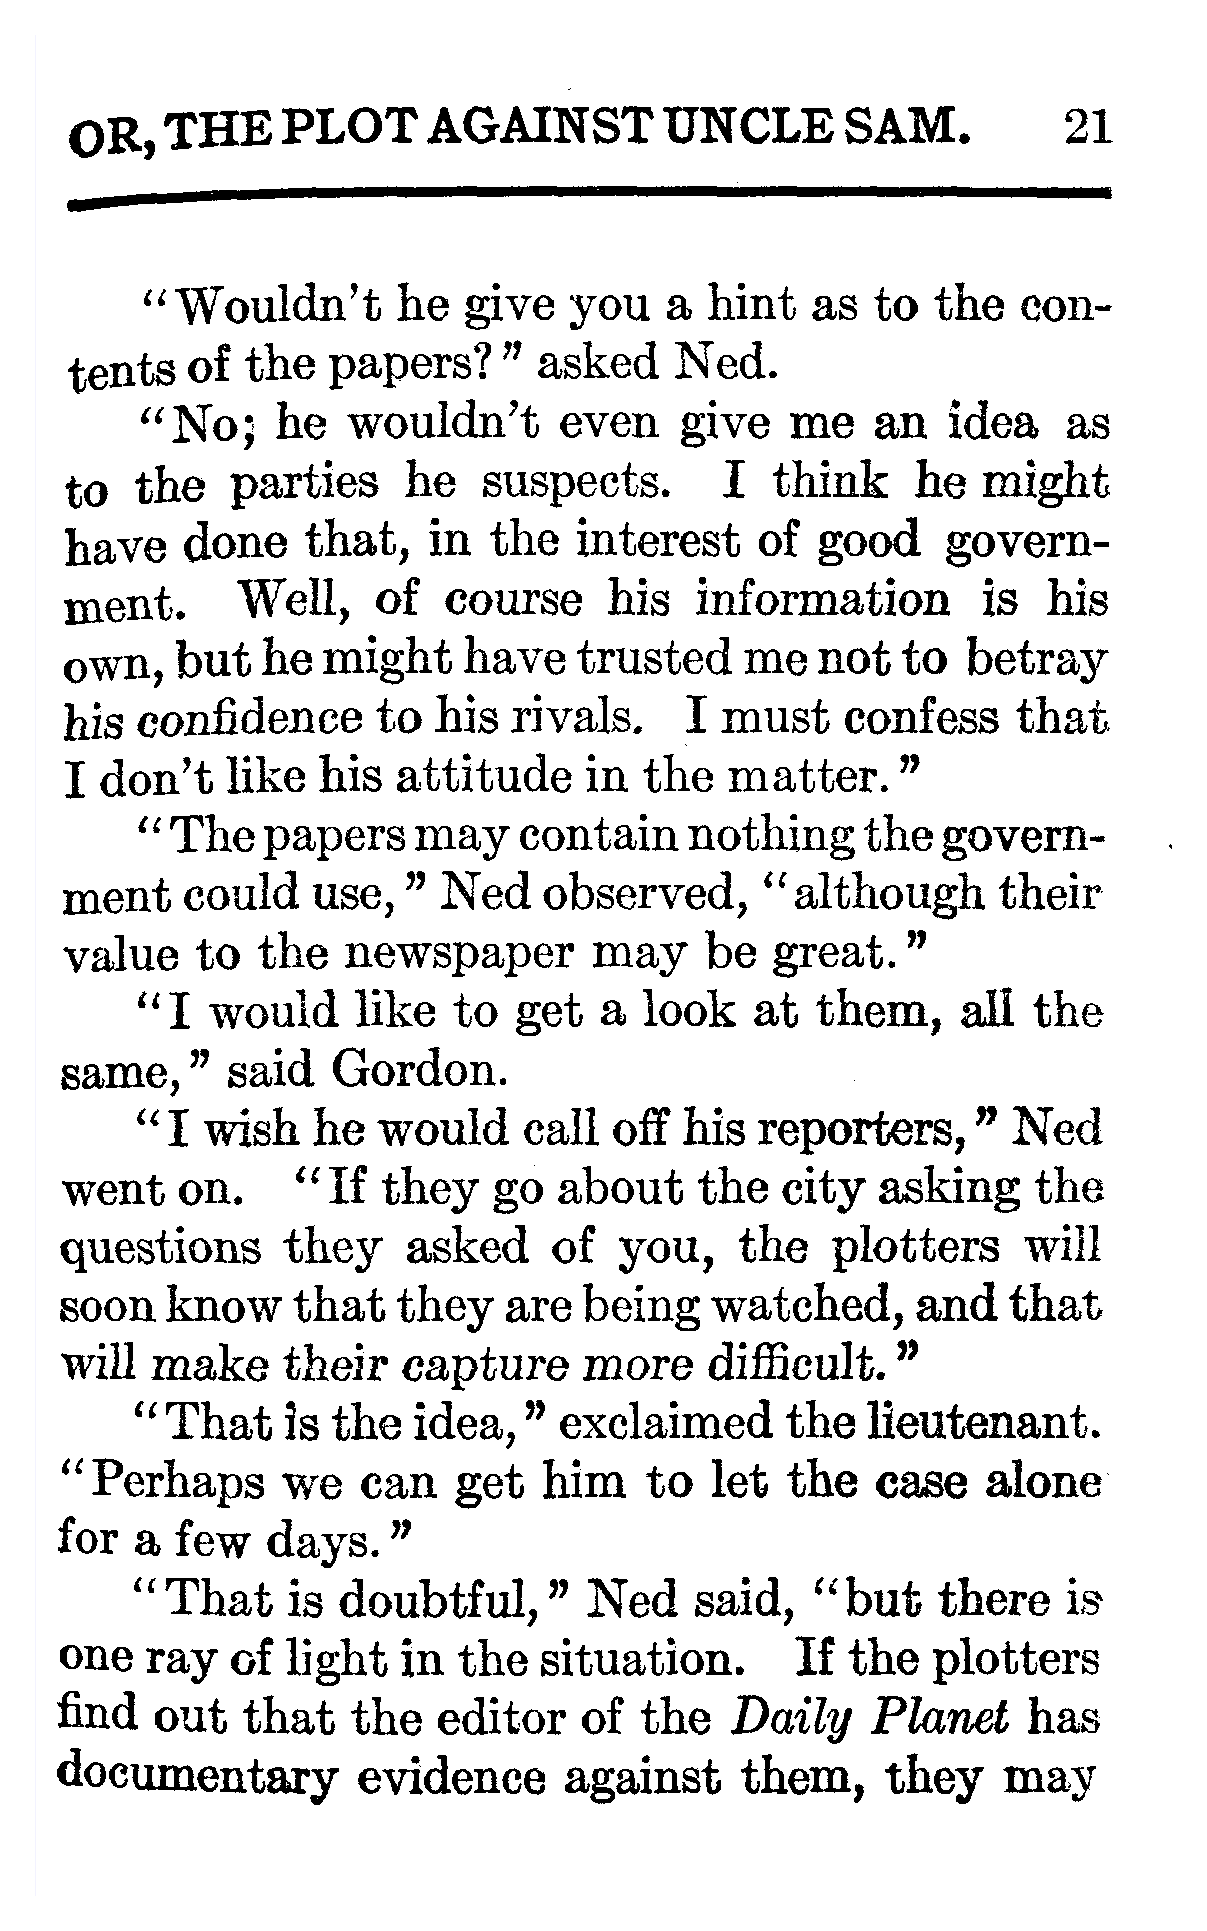 OR, THE PLOT AGAINST UNCLE SAM. 21
"Wouldn't he give you a hint as to the con-
tents of the papers?" asked Ned.
"No; he wouldn't even give me an idea as
to the parties he suspects. I think he might
have done that, in the interest of good govern-
ment. Well, of course his information is his
own, but he might have trusted me not to betray
his confidence to his rivals. I must confess that
I don't like his attitude in the matter."
"The papers may contain nothing the govern-
ment could use," Ned observed, "although their
value to the newspaper may be great."
"I would like to get a look at them, all the
same," said Gordon.
"I wish he would call off his reporters," Ned
went on. "If they go about the city asking the
questions they asked of you, the plotters will
soon know that they are being watched, and that
will make their capture more difficult."
"That is the idea," exclaimed the lieutenant.
"Perhaps we can get him to let the case alone
for a few days."
"That is doubtful," Ned said, "but there is
one ray of light in the situation. If the plotters
find out that the editor of the Daily Planet has
documentary evidence against them, they may